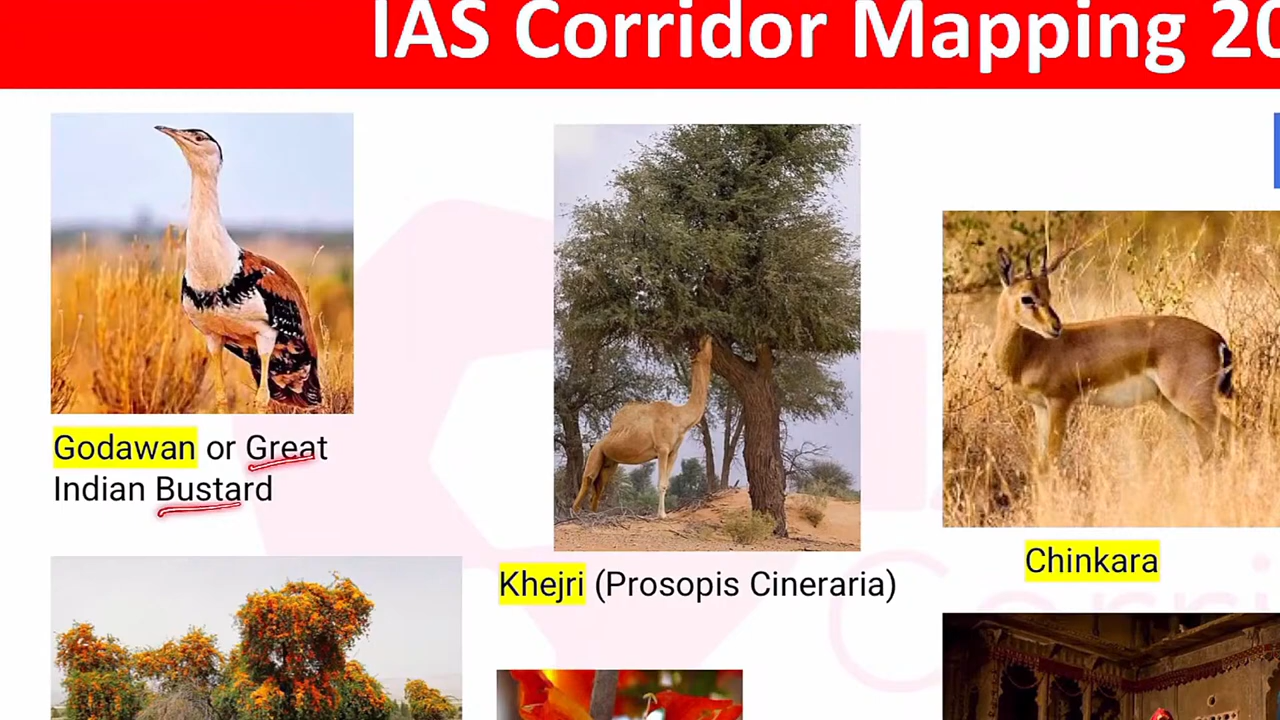 IAS Corridor Mapping 20
Godawan or Great
Indian Bustard
Khejri (Prosopis Cineraria)
Chinkara